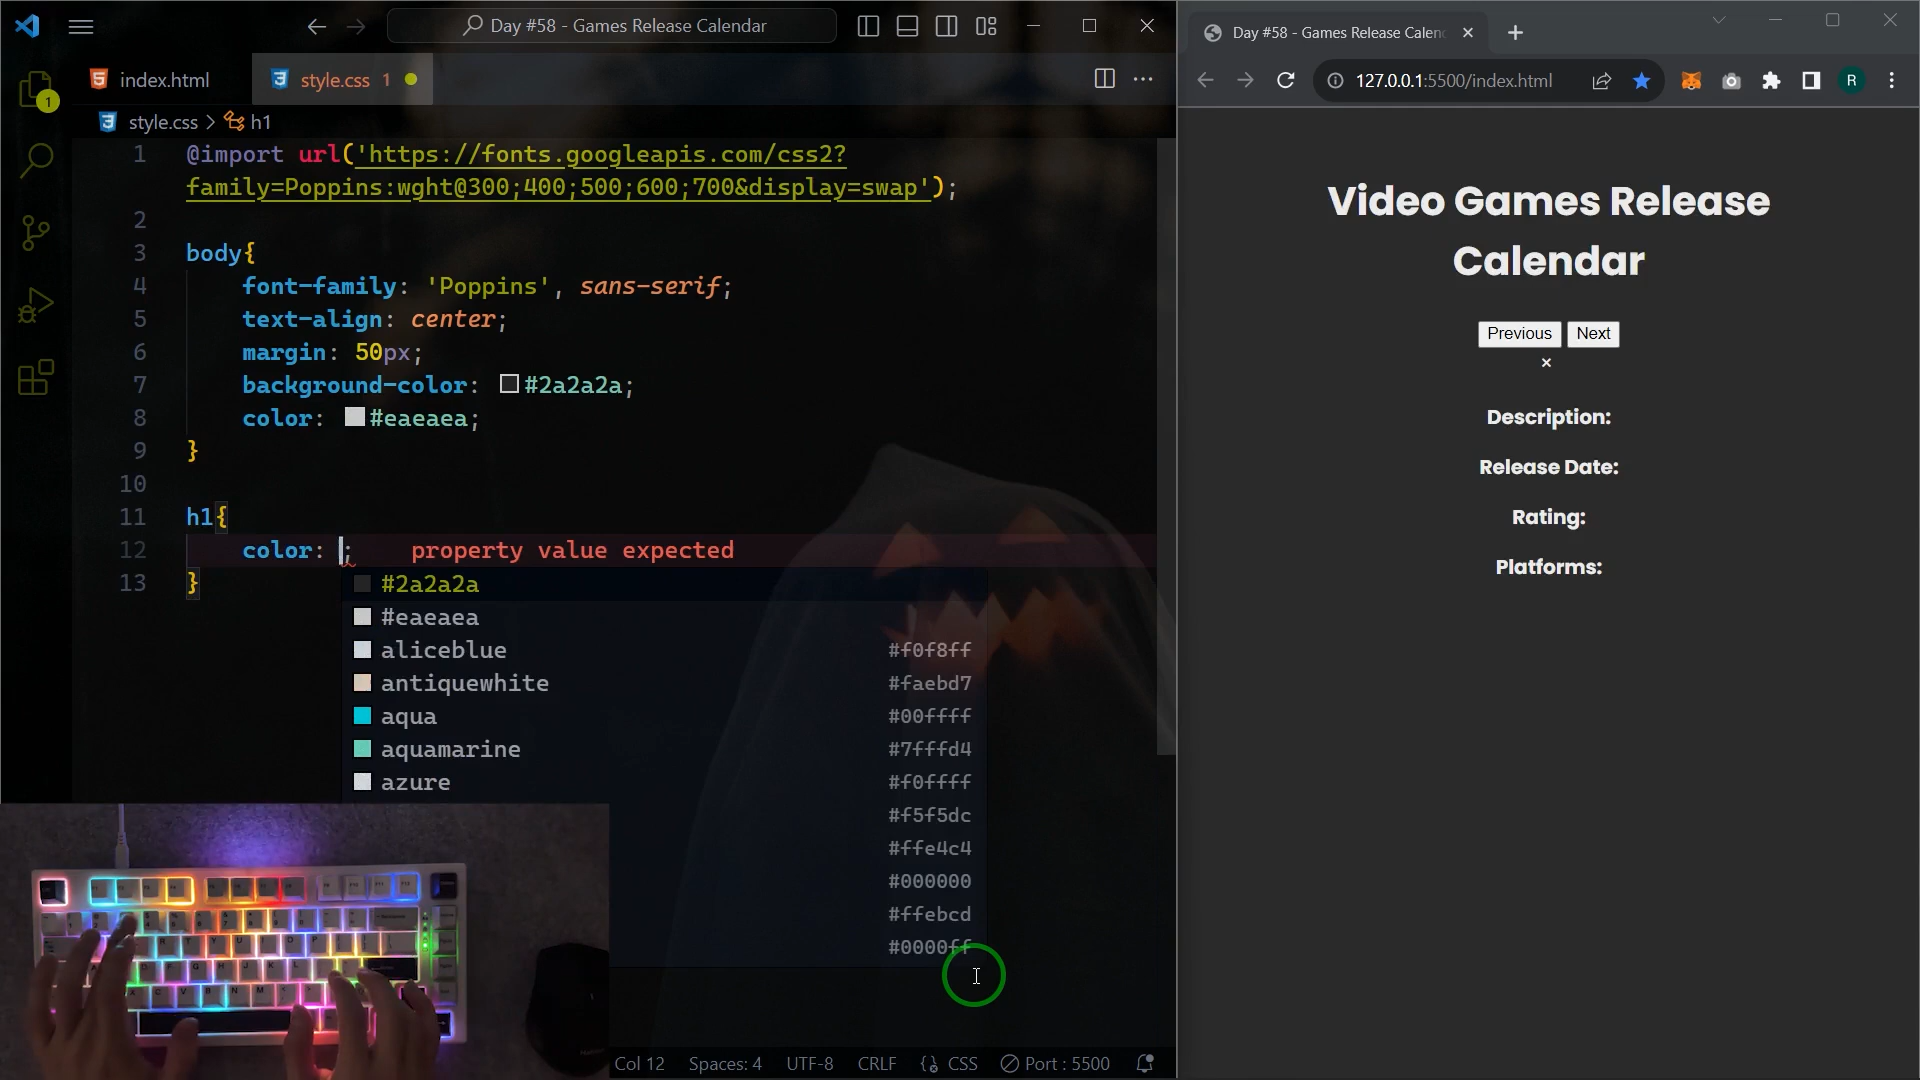 Day #58 - Games Release Calendar
index.html
style.css 1
style.css > h1
1 @import url('https://fonts.googleapis.com/css2?
family=Poppins:wght@300;400;500;600;700&display=swap');
2
3 body{
4 font-family: 'Poppins', sans-serif;
5 text-align: center;
6 margin: 50px;
7 background-color: #2a2a2a;
8 color: #eaeaea;
9 }
10
11 h1{
12 color: ; property value expected
13 }
#2a2a2a
#eaeaea
aliceblue #f0f8ff
antiquewhite #faebd7
aqua #00ffff
aquamarine #7fffd4
azure #f0ffff
#f5f5dc
#ffe4c4
#000000
#ffebcd
#0000ff
1
Col 12 Spaces: 4 UTF-8 CRLF {} CSS Port : 5500
Day #58 - Games Release Calen
127.0.0.1:5500/index.html
R
Video Games Release
Calendar
Previous Next
×
Description:
Release Date:
Rating:
Platforms: